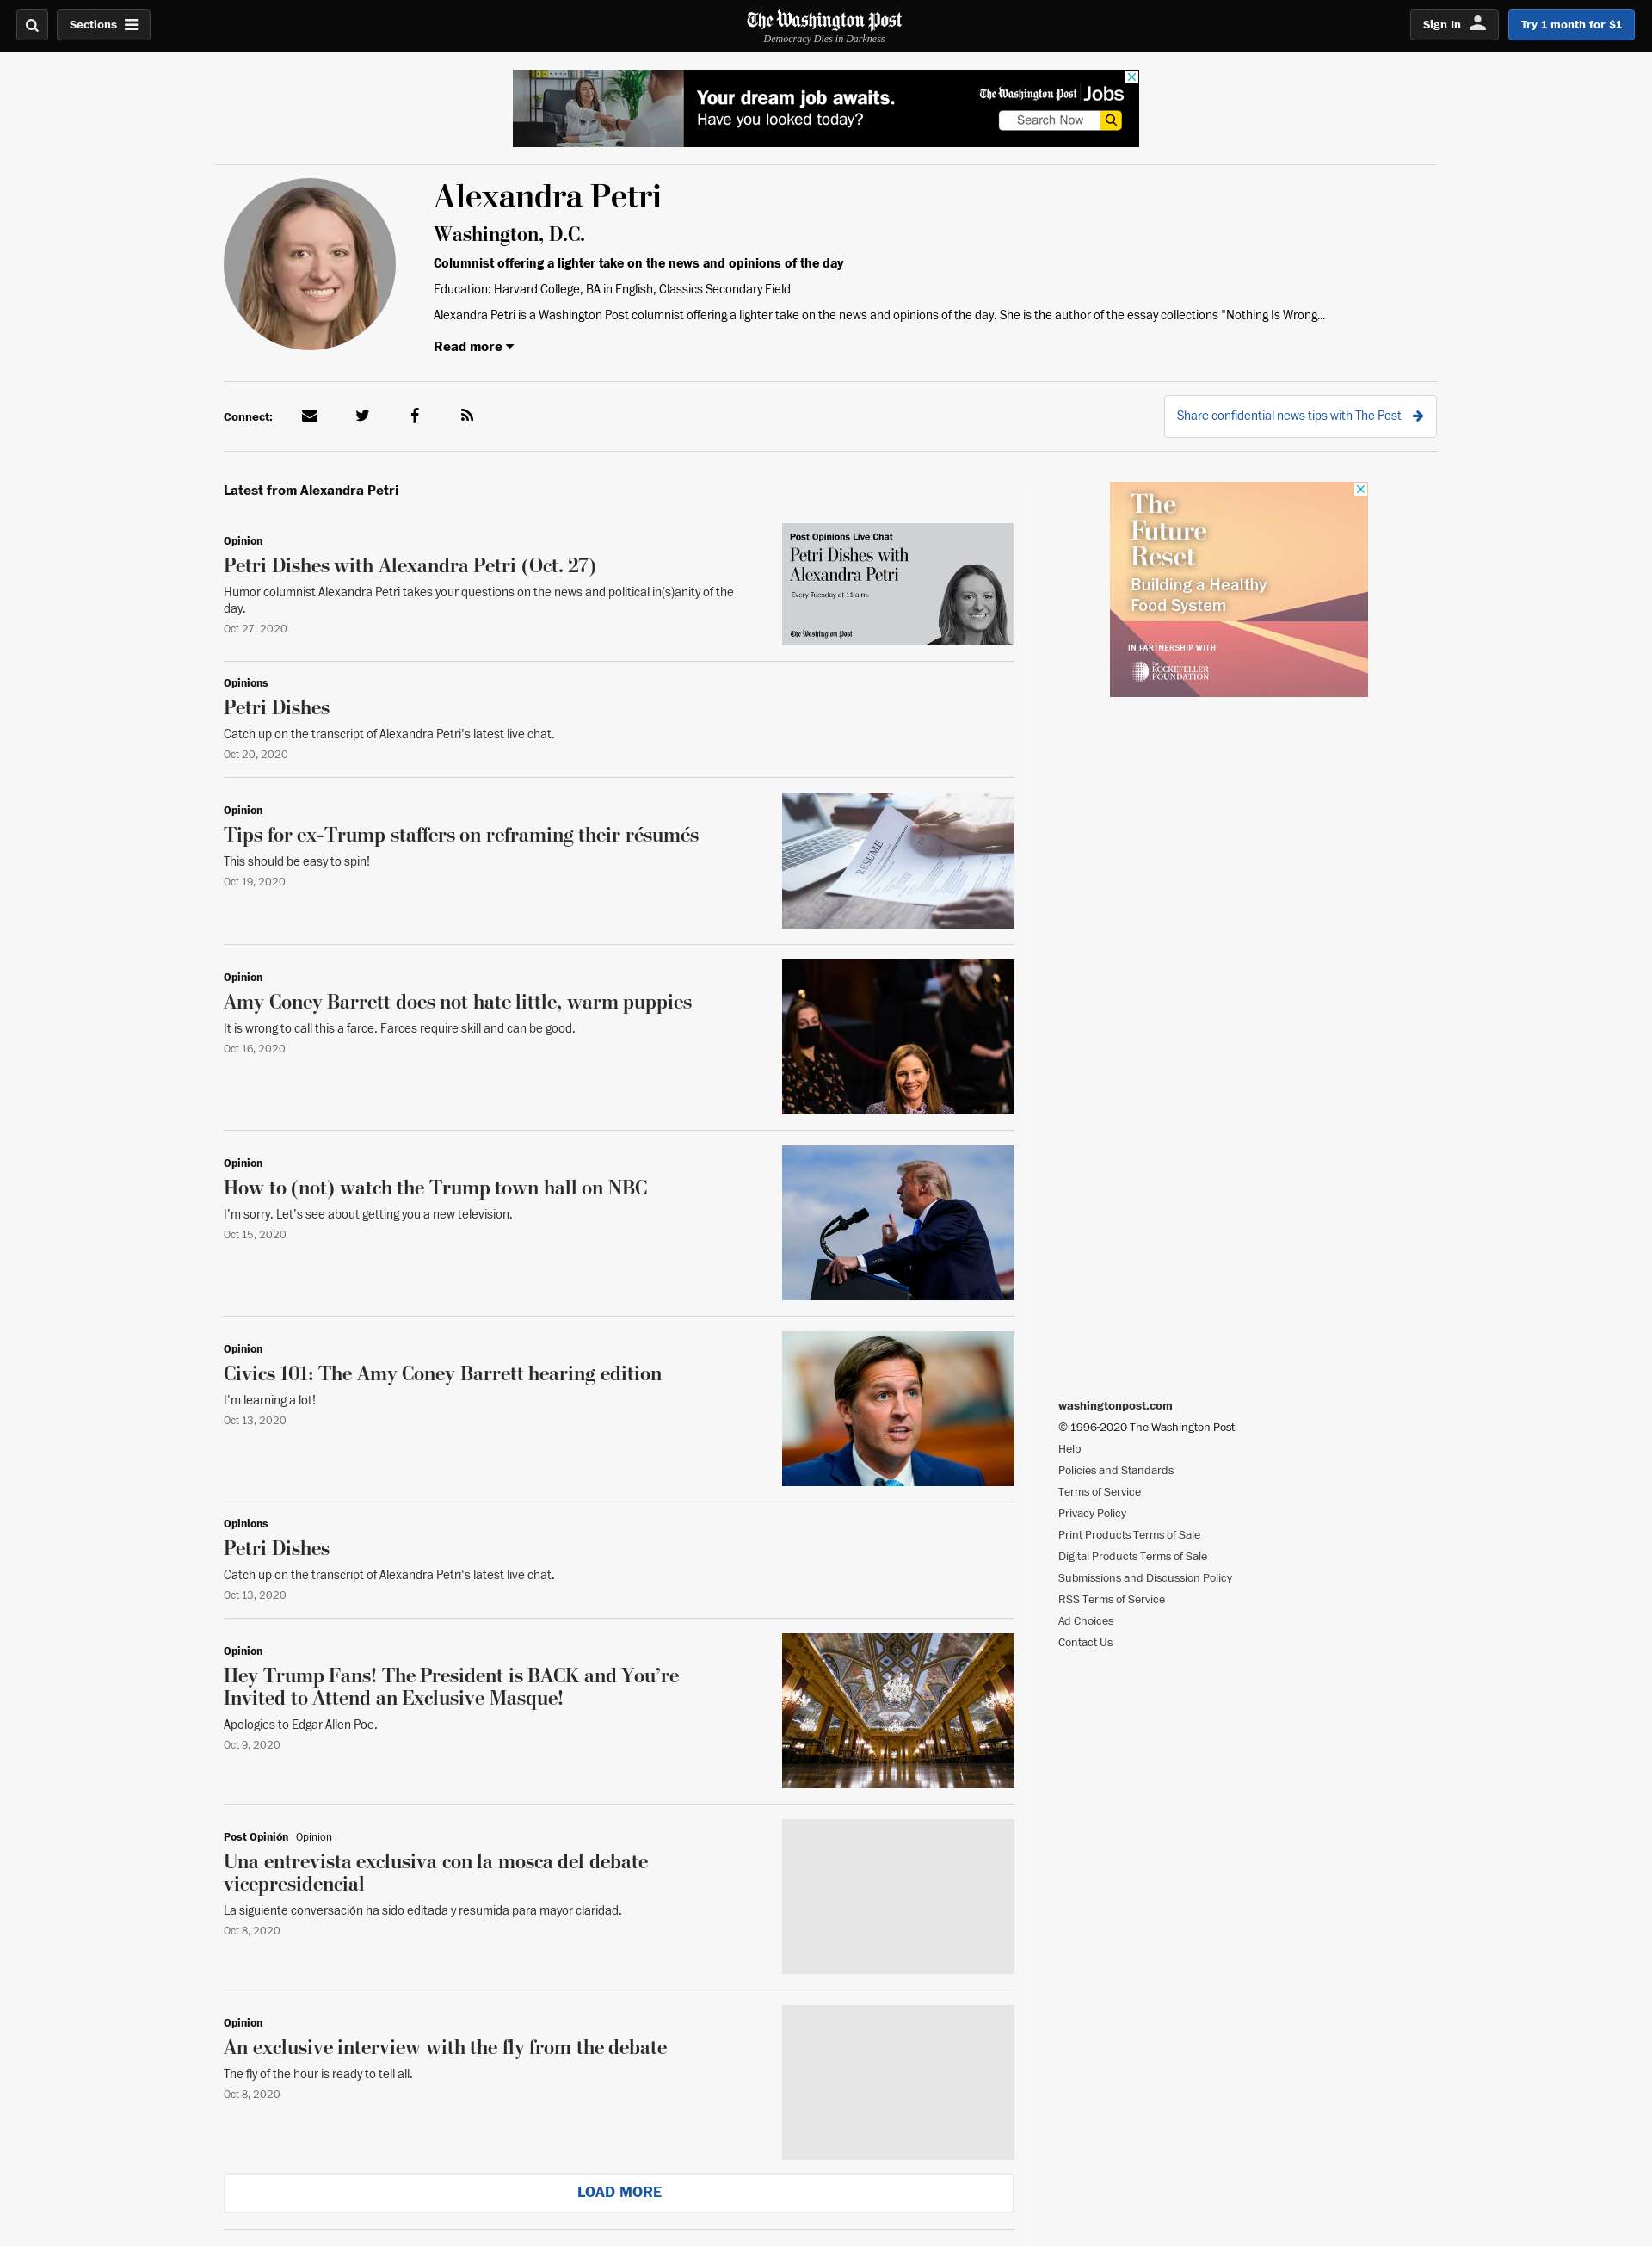 Sections
The Washington Post
Democracy Dies in Darkness
Sign In
Try 1 month for $1
Your dream job awaits.
Have you looked today?
The Washington Post Jobs
Search Now
Alexandra Petri
Washington, D.C.
Columnist offering a lighter take on the news and opinions of the day
Education: Harvard College, BA in English, Classics Secondary Field
Alexandra Petri is a Washington Post columnist offering a lighter take on the news and opinions of the day. She is the author of the essay collections "Nothing Is Wrong...
Read more
Connect:
Share confidential news tips with The Post
Latest from Alexandra Petri
Opinion
Petri Dishes with Alexandra Petri (Oct. 27)
Humor columnist Alexandra Petri takes your questions on the news and political in(s)anity of the
day.
Oct 27, 2020
Post Opinions Live Chat
Petri Dishes with
Alexandra Petri
Every Tuesday at 11 a.m.
The Washington Post
Opinions
Petri Dishes
Catch up on the transcript of Alexandra Petri's latest live chat.
Oct 20, 2020
Opinion
Tips for ex-Trump staffers on reframing their résumés
This should be easy to spin!
Oct 19, 2020
RESUME
Opinion
Amy Coney Barrett does not hate little, warm puppies
It is wrong to call this a farce. Farces require skill and can be good.
Oct 16, 2020
Opinion
How to (not) watch the Trump town hall on NBC
I'm sorry. Let's see about getting you a new television.
Oct 15, 2020
Opinion
Civics 101: The Amy Coney Barrett hearing edition
I'm learning a lot!
Oct 13, 2020
Opinions
Petri Dishes
Catch up on the transcript of Alexandra Petri's latest live chat.
Oct 13, 2020
Opinion
Hey Trump Fans! The President is BACK and You're
Invited to Attend an Exclusive Masque!
Apologies to Edgar Allen Poe.
Oct 9, 2020
Post Opinión Opinion
Una entrevista exclusiva con la mosca del debate
vicepresidencial
La siguiente conversación ha sido editada y resumida para mayor claridad.
Oct 8, 2020
Opinion
An exclusive interview with the fly from the debate
The fly of the hour is ready to tell all.
Oct 8, 2020
LOAD MORE
The
Future
Reset
Building a Healthy
Food System
IN PARTNERSHIP WITH
The
ROCKEFELLER
FOUNDATION
washingtonpost.com
© 1996-2020 The Washington Post
Help
Policies and Standards
Terms of Service
Privacy Policy
Print Products Terms of Sale
Digital Products Terms of Sale
Submissions and Discussion Policy
RSS Terms of Service
Ad Choices
Contact Us